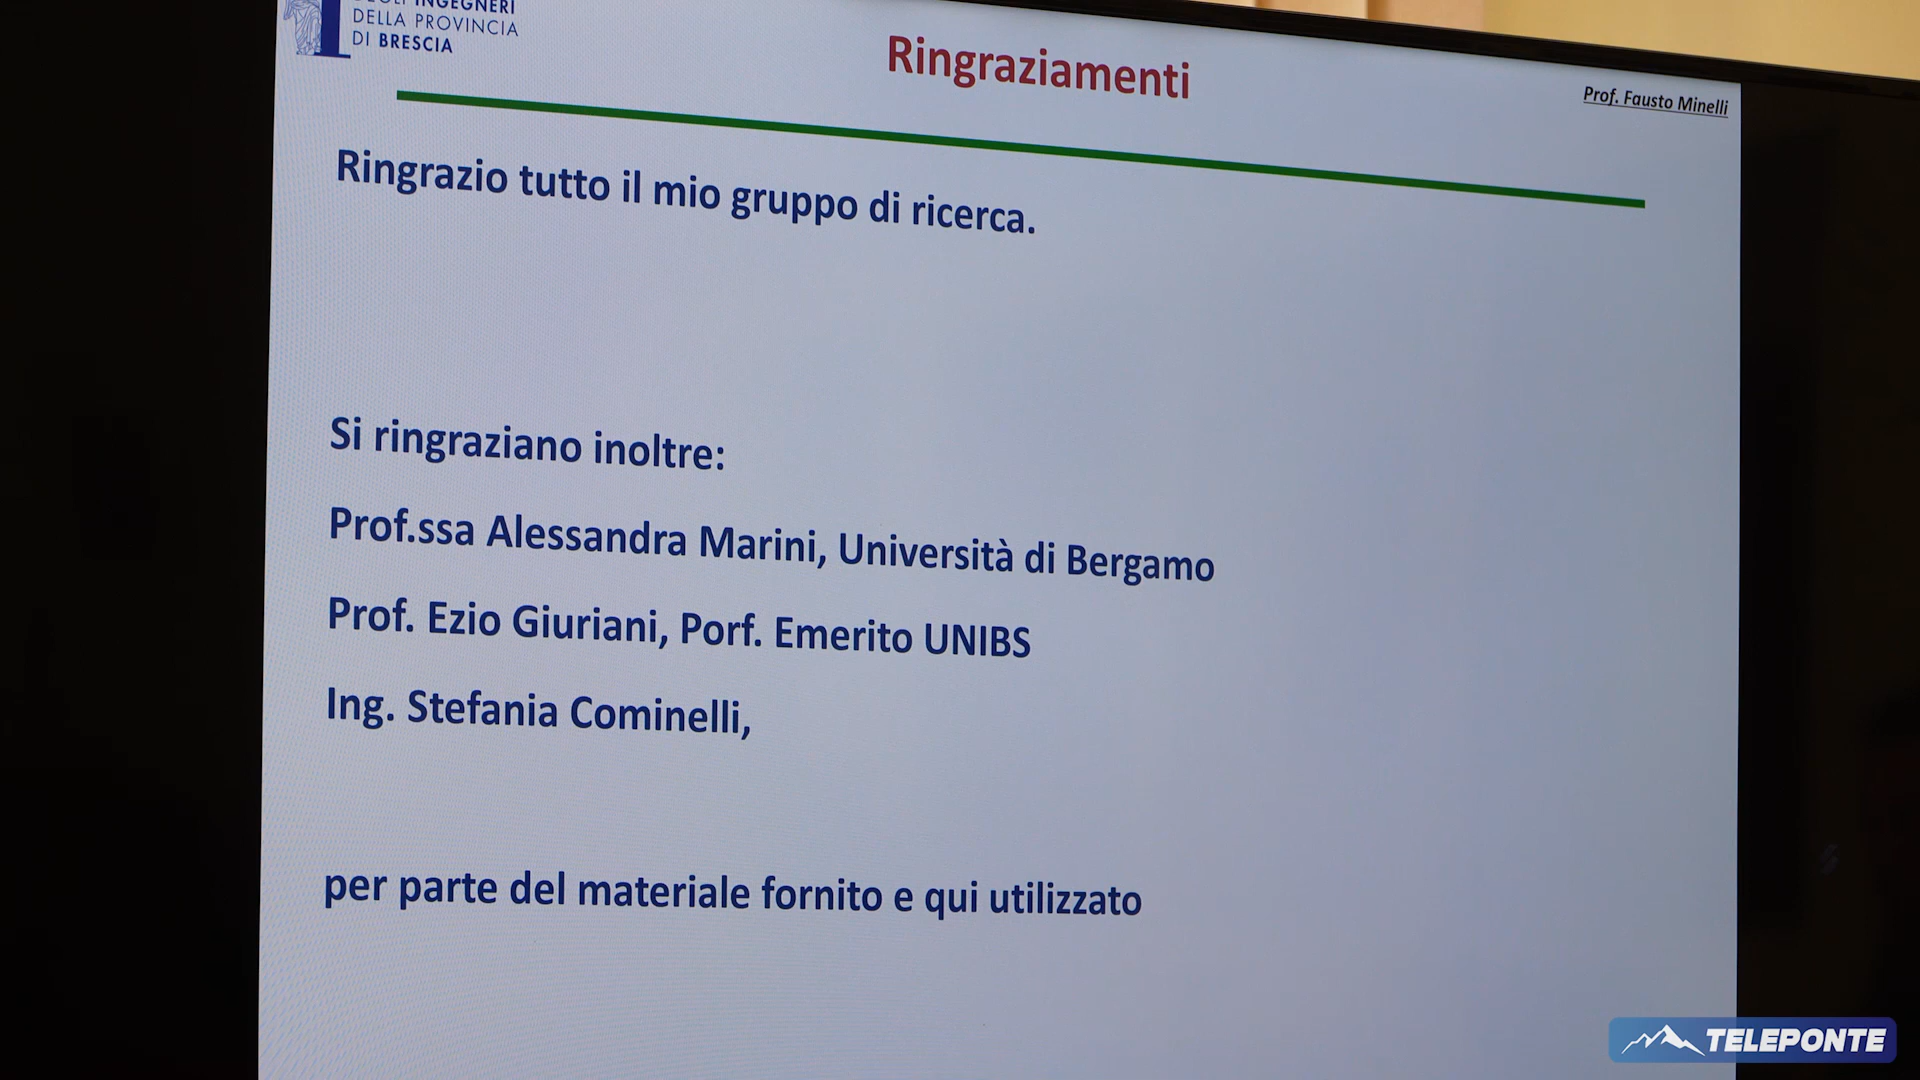 INGEGNERI
DELLA PROVINCIA
DI BRESCIA
Ringraziamenti
Prof. Fausto Minelli
Ringrazio tutto il mio gruppo di ricerca.
Si ringraziano inoltre:
Prof.ssa Alessandra Marini, Università di Bergamo
Prof. Ezio Giuriani, Porf. Emerito UNIBS
Ing. Stefania Cominelli,
per parte del materiale fornito e qui utilizzato
TELEPONTE